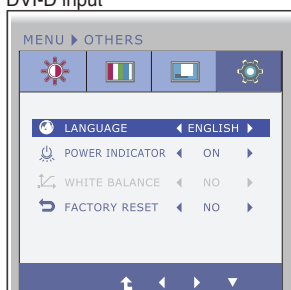 DVI-D input
MENU ▶ OTHERS
LANGUAGE ◀ ENGLISH ▶
POWER INDICATOR ◀ ON ▶
WHITE BALANCE ◀ NO ▶
FACTORY RESET ◀ NO ▶